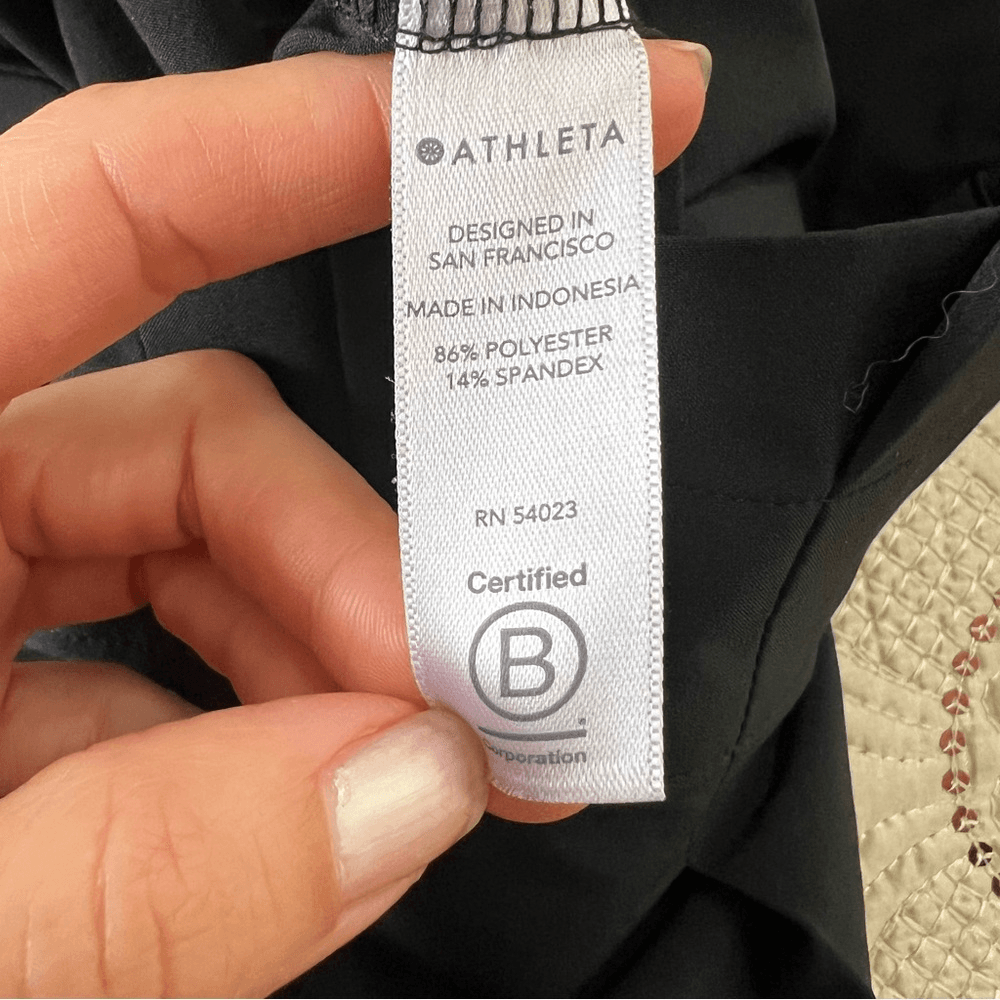 ATHLETA
DESIGNED IN
SAN FRANCISCO
MADE IN INDONESIA
86% POLYESTER
14% SPANDEX
RN 54023
Certified
B
Corporation